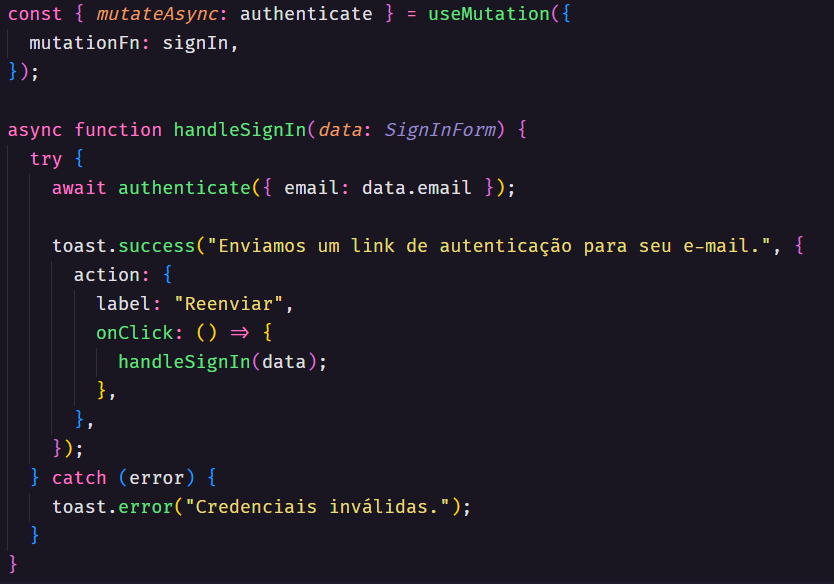 const { mutateAsync: authenticate } = useMutation({
  mutationFn: signIn,
});

async function handleSignIn(data: SignInForm) {
  try {
    await authenticate({ email: data.email });

    toast.success("Enviamos um link de autenticação para seu e-mail.", {
      action: {
        label: "Reenviar",
        onClick: () => {
          handleSignIn(data);
        },
      },
    });
  } catch (error) {
    toast.error("Credenciais inválidas.");
  }
}